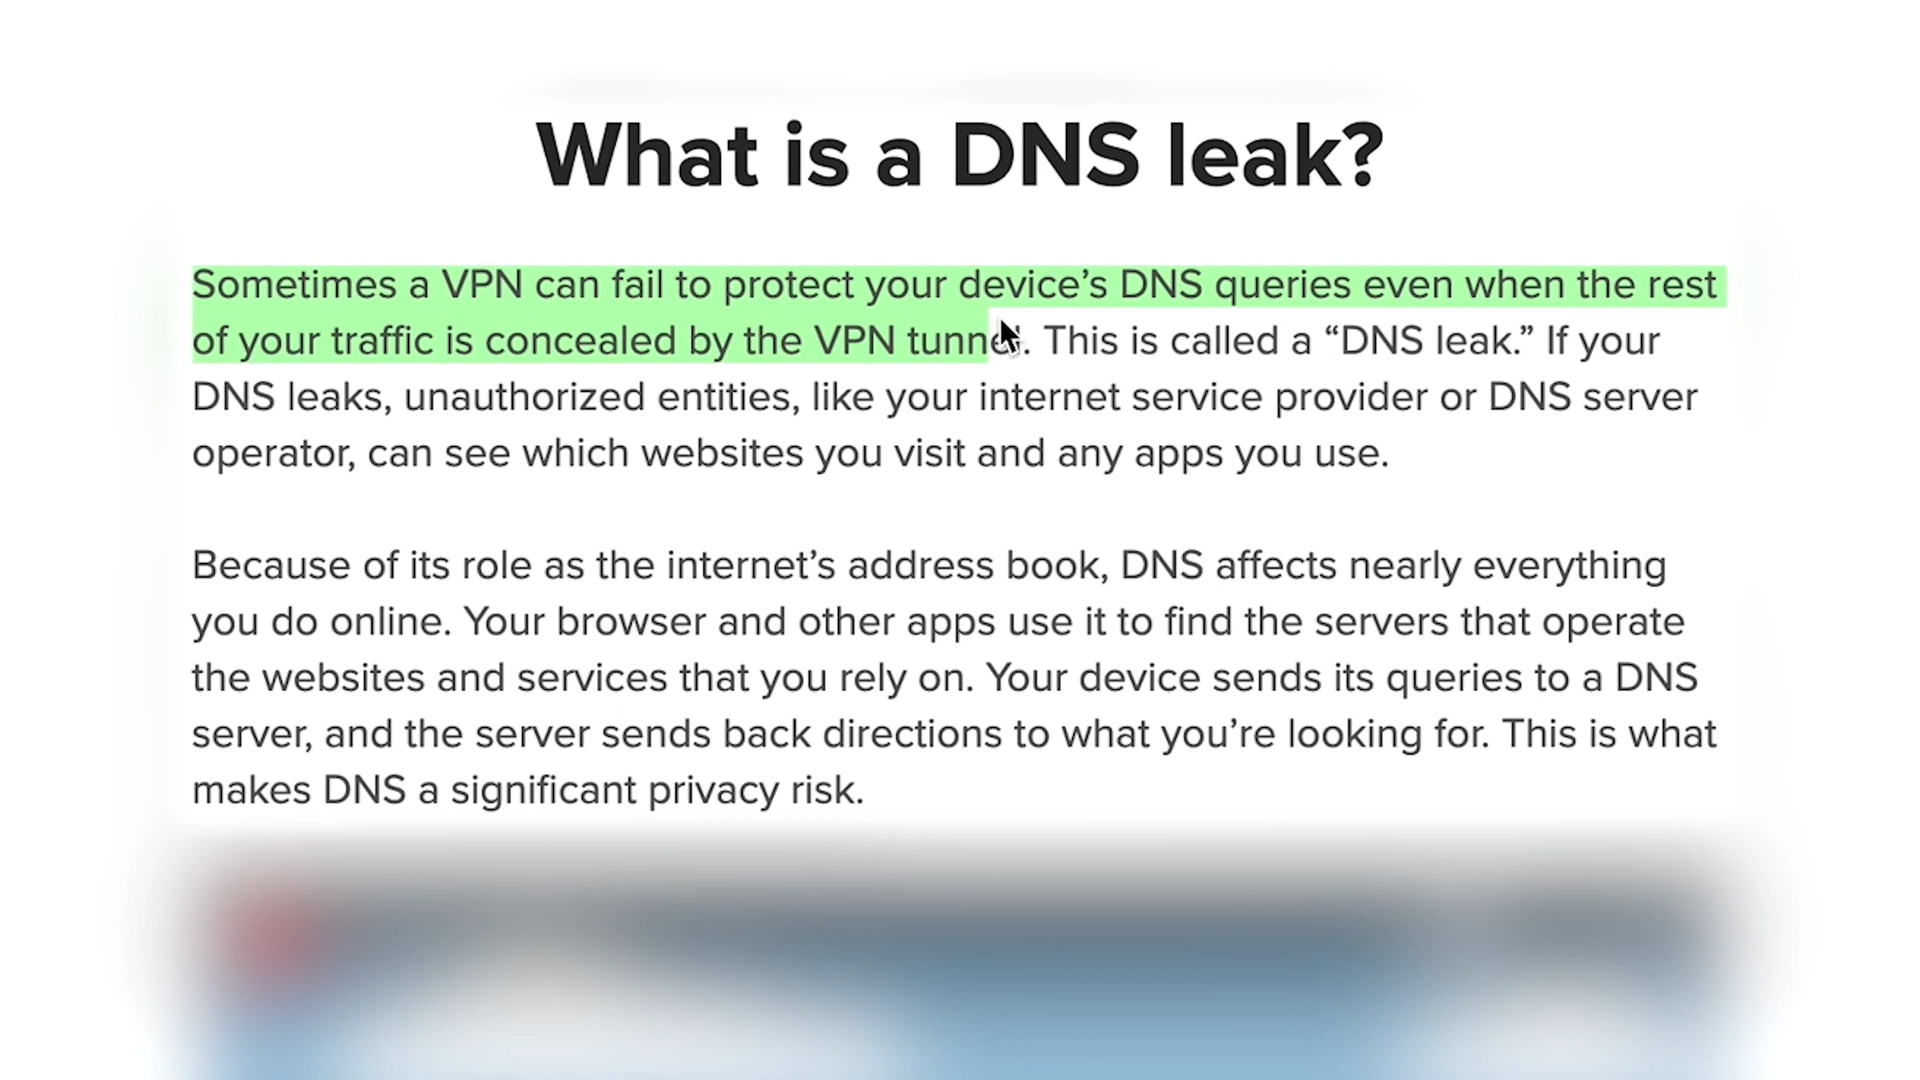 What is a DNS leak?
Sometimes a VPN can fail to protect your device’s DNS queries even when the rest
of your traffic is concealed by the VPN tunnel. This is called a “DNS leak.” If your
DNS leaks, unauthorized entities, like your internet service provider or DNS server
operator, can see which websites you visit and any apps you use.
Because of its role as the internet’s address book, DNS affects nearly everything
you do online. Your browser and other apps use it to find the servers that operate
the websites and services that you rely on. Your device sends its queries to a DNS
server, and the server sends back directions to what you’re looking for. This is what
makes DNS a significant privacy risk.